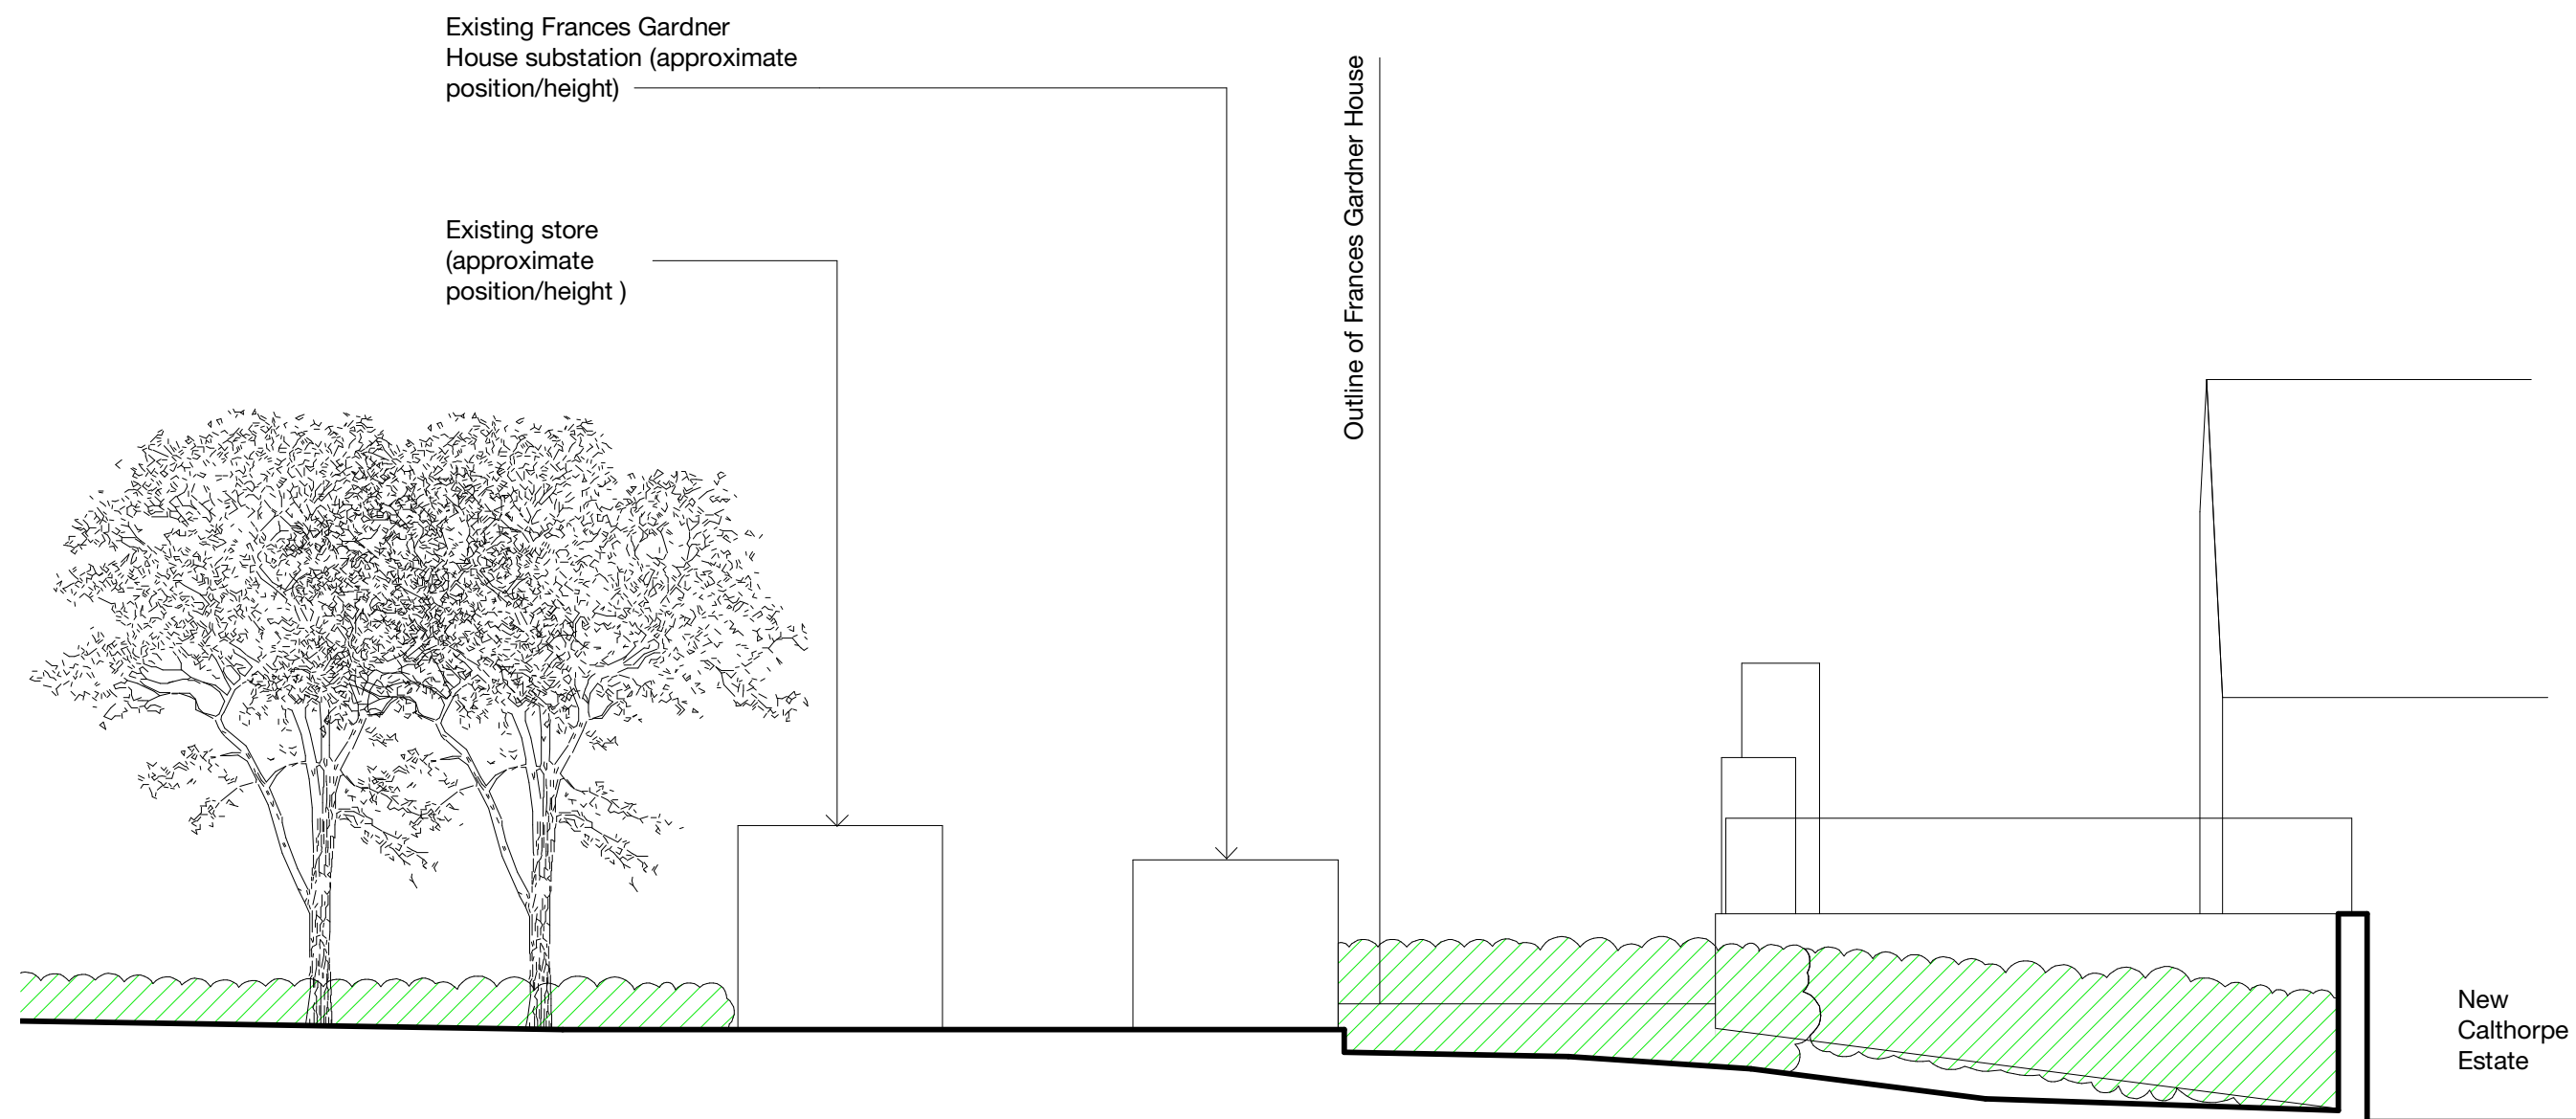 Existing Frances Gardner
House substation (approximate
position/height)
Existing store
(approximate
position/height )
Outline of Frances Gardner House
New
Calthorpe
Estate